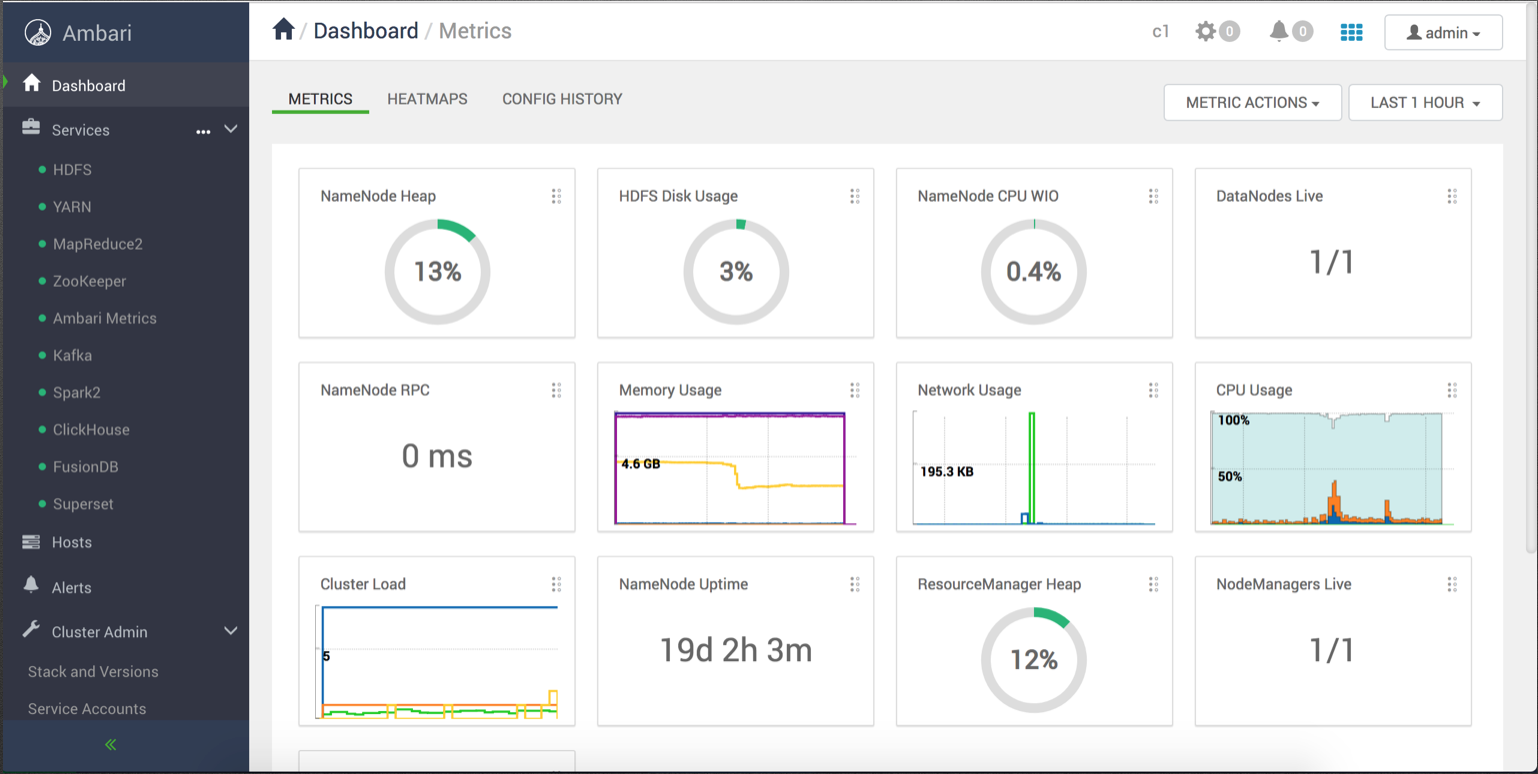 Ambari
Dashboard
Services ...
HDFS
YARN
MapReduce2
ZooKeeper
Ambari Metrics
Kafka
Spark2
ClickHouse
FusionDB
Superset
Hosts
Alerts
Cluster Admin
Stack and Versions
Service Accounts
/ Dashboard / Metrics
c1 0 0 admin
METRICS HEATMAPS CONFIG HISTORY
METRIC ACTIONS LAST 1 HOUR
NameNode Heap
13%
HDFS Disk Usage
3%
NameNode CPU WIO
0.4%
DataNodes Live
1/1
NameNode RPC
0 ms
Memory Usage
4.6 GB
Network Usage
195.3 KB
CPU Usage
100%
50%
Cluster Load
5
NameNode Uptime
19d 2h 3m
ResourceManager Heap
12%
NodeManagers Live
1/1